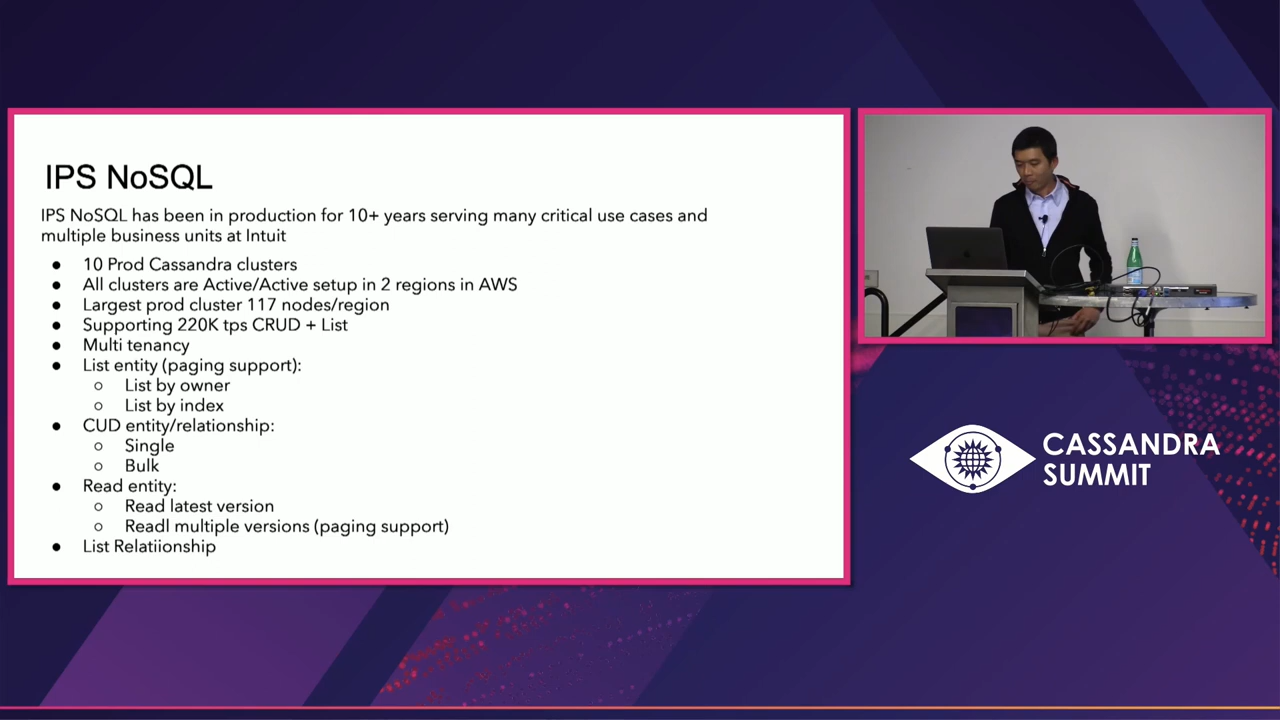 IPS NoSQL
IPS NoSQL has been in production for 10+ years serving many critical use cases and
multiple business units at Intuit
● 10 Prod Cassandra clusters
● All clusters are Active/Active setup in 2 regions in AWS
● Largest prod cluster 117 nodes/region
● Supporting 220K tps CRUD + List
● Multi tenancy
● List entity (paging support):
○ List by owner
○ List by index
● CUD entity/relationship:
○ Single
○ Bulk
● Read entity:
○ Read latest version
○ Readl multiple versions (paging support)
● List Relatiionship
CASSANDRA
SUMMIT